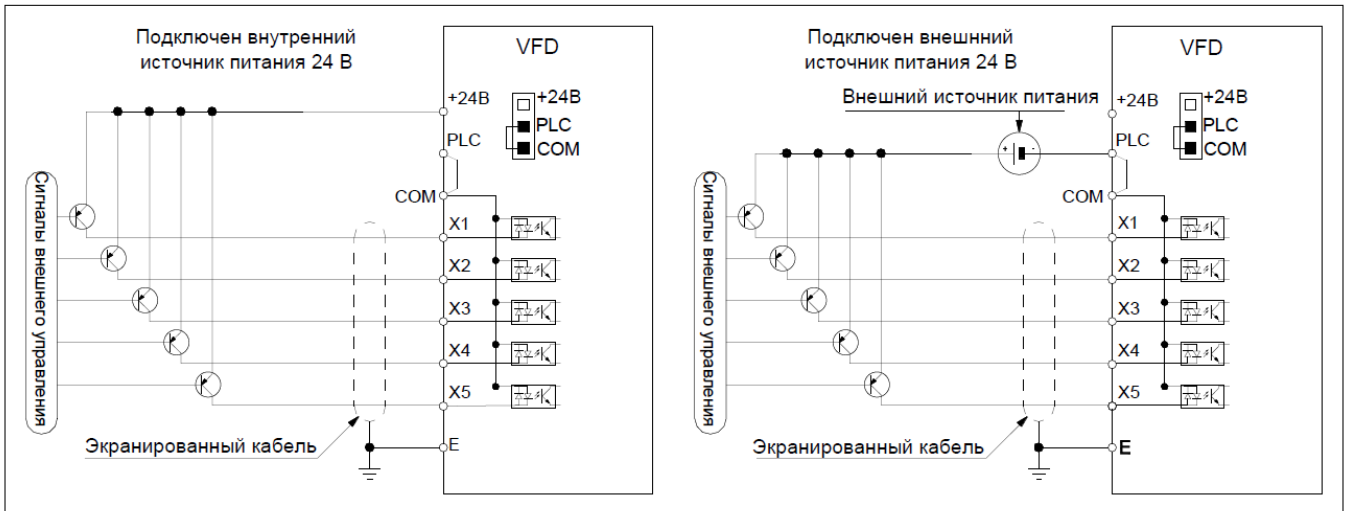 Подключен внутренний
источник питания 24 В
VFD
+24В
+24В
PLC
PLC
COM
COM
X1
X2
X3
X4
X5
E
Сигналы внешнего управления
Экранированный кабель
Подключен внешнний
источник питания 24 В
VFD
Внешний источник питания
+24В
+24В
PLC
PLC
COM
COM
+
-
X1
X2
X3
X4
X5
E
Сигналы внешнего управления
Экранированный кабель